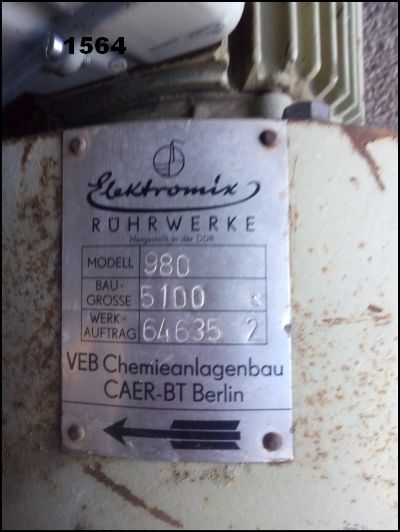 1564
Elektromix
RÜHRWERKE
Hergestellt in der DDR
MODELL 980
BAU-
GRÖSSE 5100 8
WERK-
AUFTRAG 64635 2
VEB Chemieanlagenbau
CAER-BT Berlin